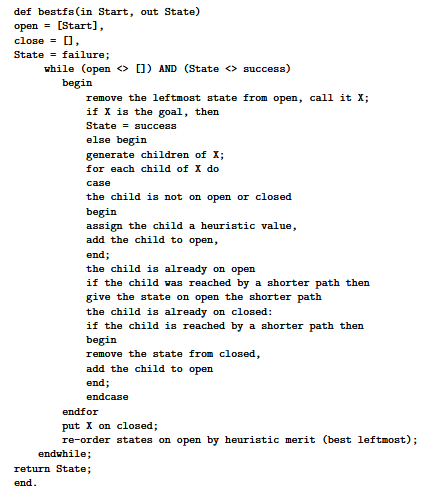 def bestfs(in Start, out State)
open = [Start],
close = [],
State = failure;
while (open <> []) AND (State <> success)
begin
remove the leftmost state from open, call it X;
if X is the goal, then
State = success
else begin
generate children of X;
for each child of X do
case
the child is not on open or closed
begin
assign the child a heuristic value,
add the child to open,
end;
the child is already on open
if the child was reached by a shorter path then
give the state on open the shorter path
the child is already on closed:
if the child is reached by a shorter path then
begin
remove the state from closed,
add the child to open
end;
endcase
endfor
put X on closed;
re-order states on open by heuristic merit (best leftmost);
endwhile;
return State;
end.